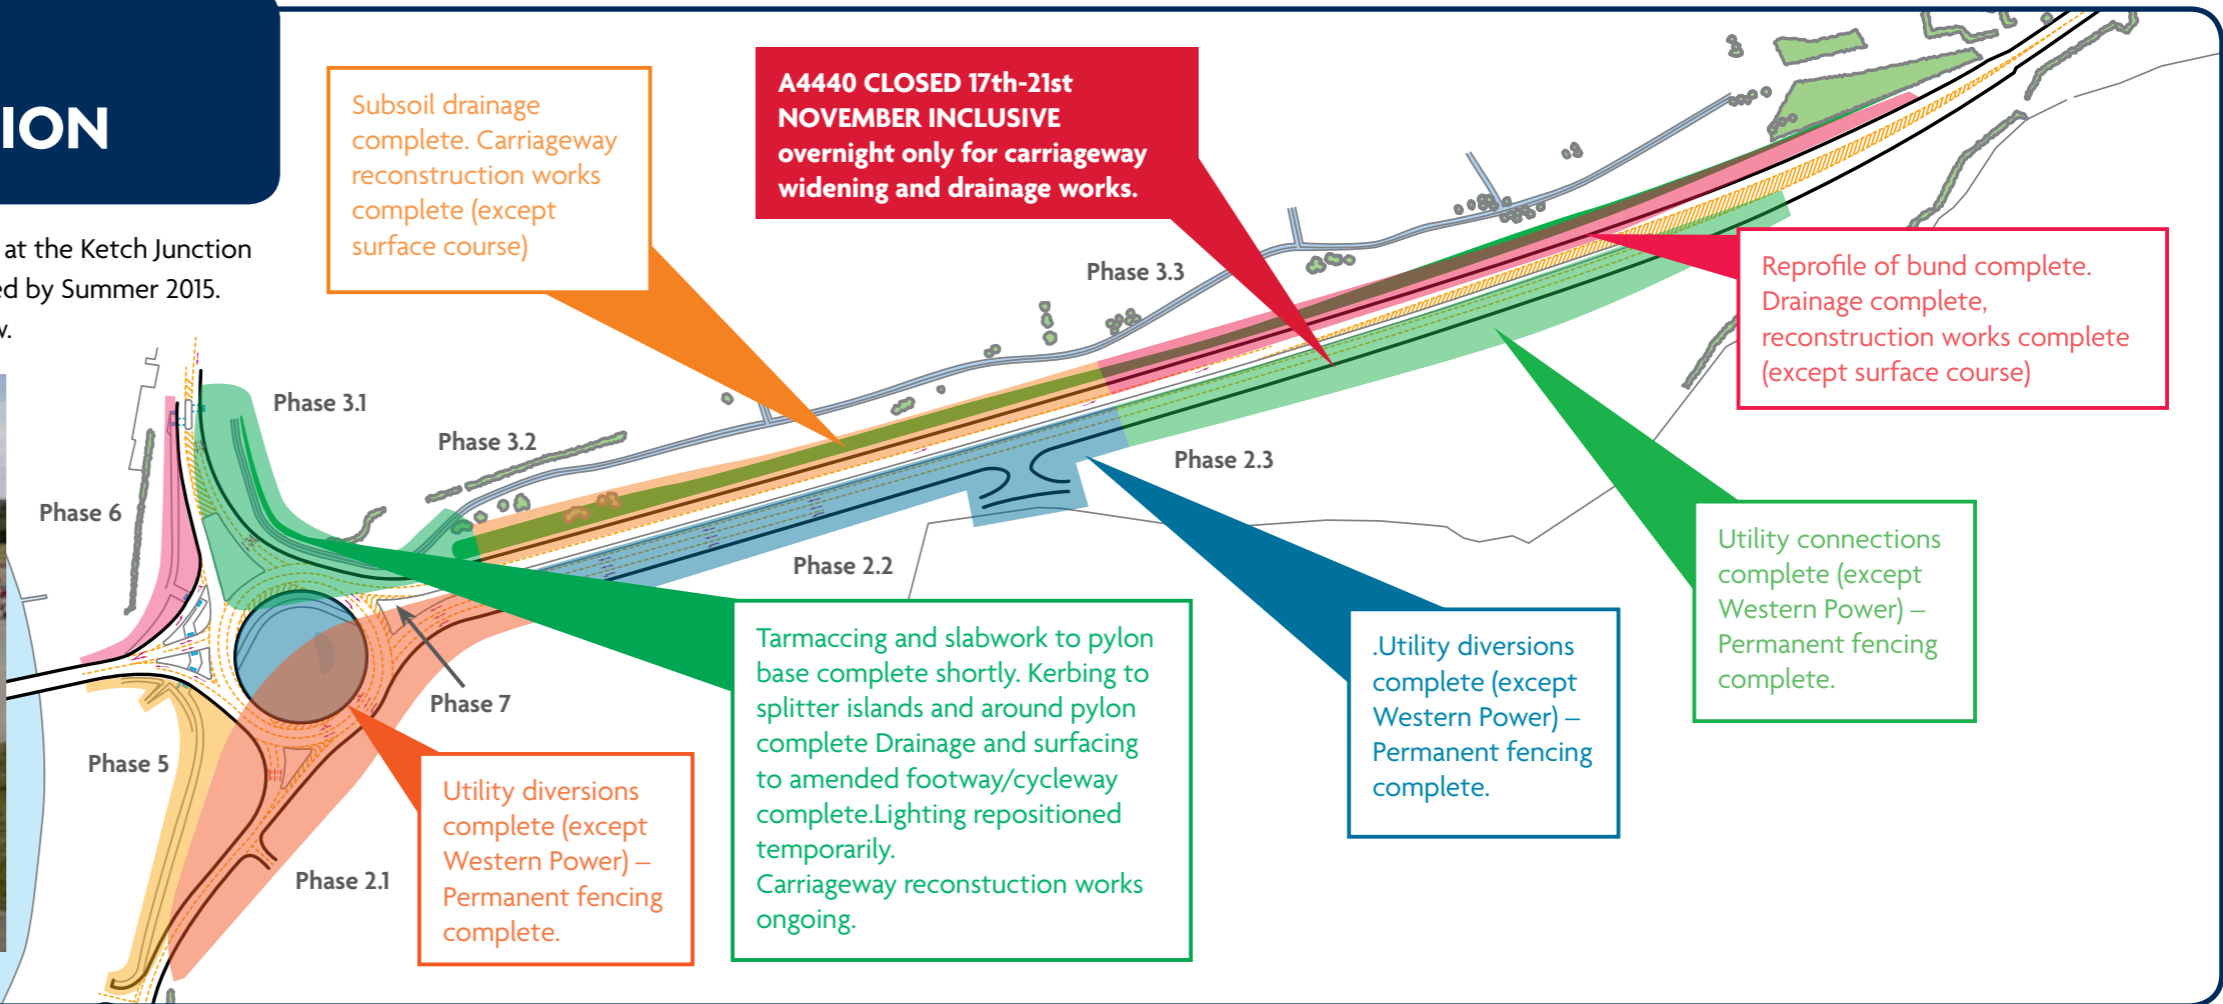 ION
at the Ketch Junction
ed by Summer 2015.
w.
Subsoil drainage
complete. Carriageway
reconstruction works
complete (except
surface course)
A4440 CLOSED 17th-21st
NOVEMBER INCLUSIVE
overnight only for carriageway
widening and drainage works.
Phase 3.3
Reprofile of bund complete.
Drainage complete,
reconstruction works complete
(except surface course)
Phase 3.1
Phase 3.2
Phase 2.3
Phase 6
Phase 2.2
Utility connections
complete (except
Western Power) –
Permanent fencing
complete.
Tarmaccing and slabwork to pylon
base complete shortly. Kerbing to
splitter islands and around pylon
complete Drainage and surfacing
to amended footway/cycleway
complete.Lighting repositioned
temporarily.
Carriageway reconstuction works
ongoing.
.Utility diversions
complete (except
Western Power) –
Permanent fencing
complete.
Phase 7
Phase 5
Utility diversions
complete (except
Western Power) –
Permanent fencing
complete.
Phase 2.1